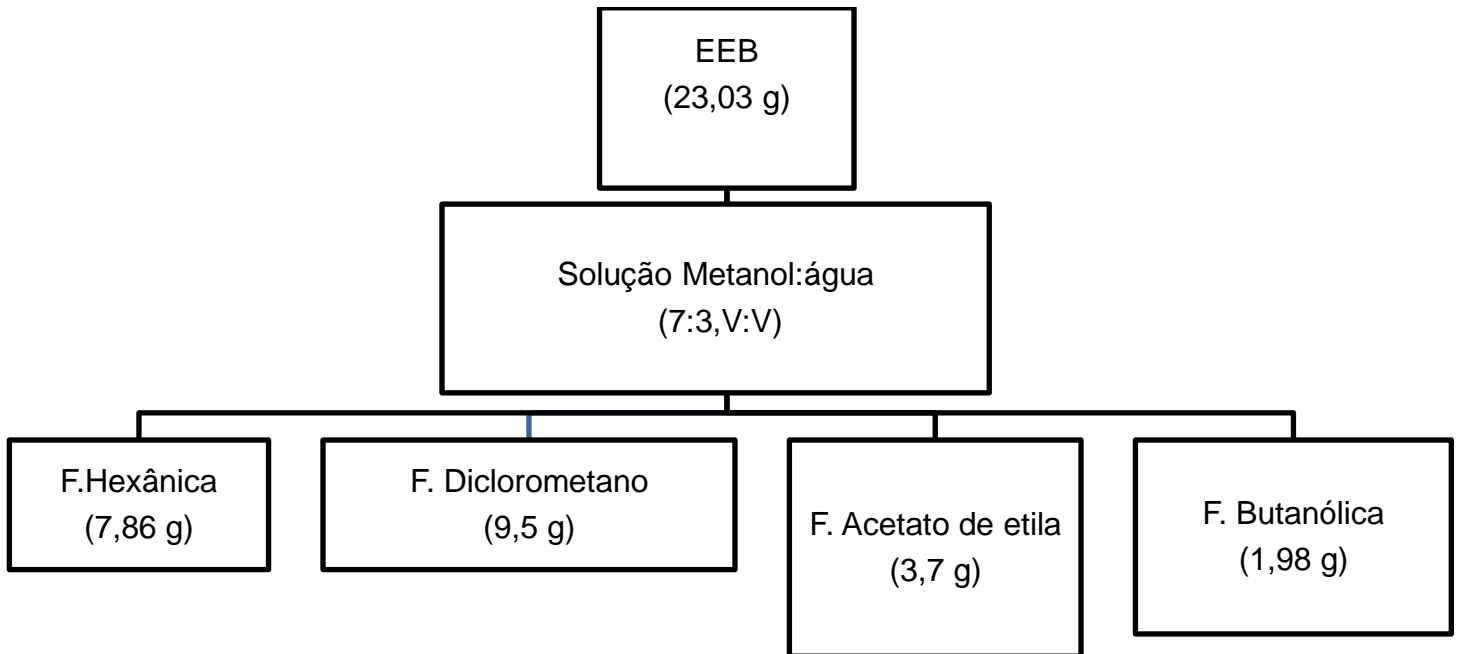 EEB
(23,03 g)
Solução Metanol:água
(7:3,V:V)
F.Hexânica
(7,86 g)
F. Diclorometano
(9,5 g)
F. Acetato de etila
(3,7 g)
F. Butanólica
(1,98 g)